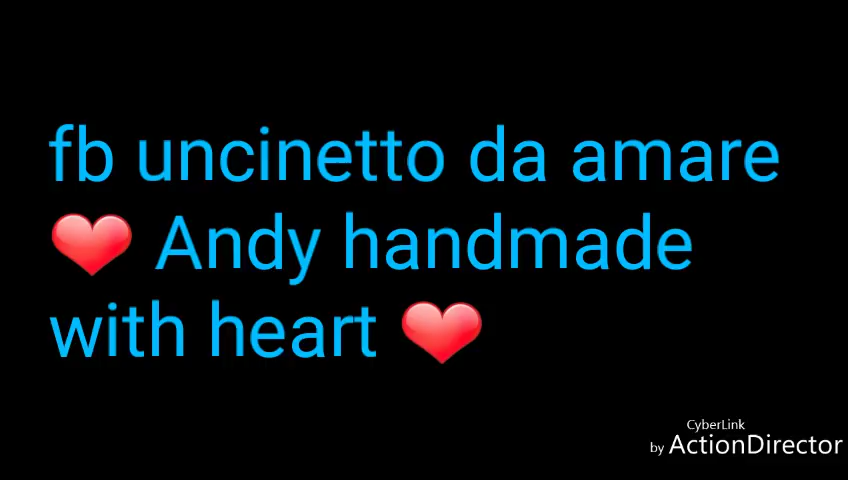 fb uncinetto da amare
❤ Andy handmade
with heart ❤
CyberLink
by ActionDirector